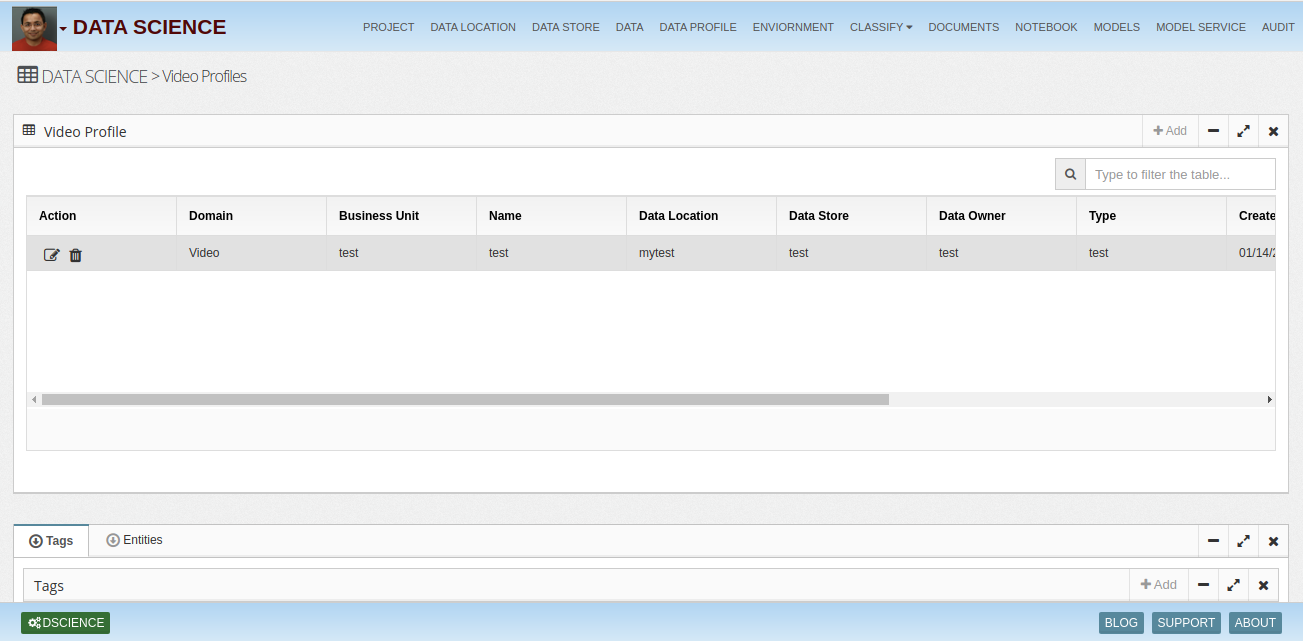 DATA SCIENCE PROJECT DATA LOCATION DATA STORE DATA DATA PROFILE ENVIORNMENT CLASSIFY DOCUMENTS NOTEBOOK MODELS MODEL SERVICE AUDIT
DATA SCIENCE > Video Profiles
Video Profile Add
Type to filter the table...
Action Domain Business Unit Name Data Location Data Store Data Owner Type Create
Video test test mytest test test test 01/14/2
Tags Entities
Tags Add
DSCIENCE BLOG SUPPORT ABOUT